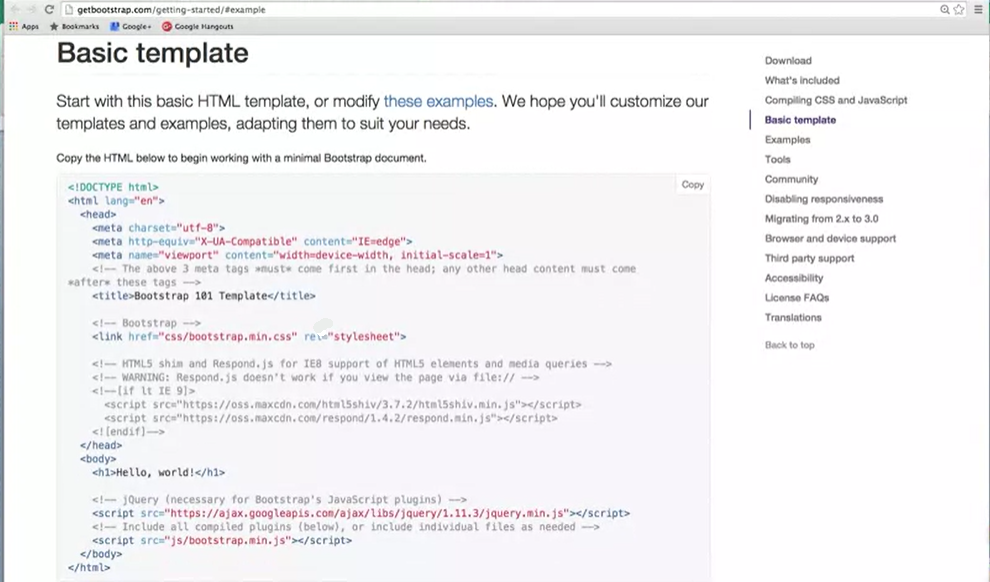 getbootstrap.com/getting-started/#example
Apps Bookmarks Google+ Google Hangouts
Basic template
Start with this basic HTML template, or modify these examples. We hope you'll customize our
templates and examples, adapting them to suit your needs.
Copy the HTML below to begin working with a minimal Bootstrap document.
Copy
<!DOCTYPE html>
<html lang="en">
  <head>
    <meta charset="utf-8">
    <meta http-equiv="X-UA-Compatible" content="IE=edge">
    <meta name="viewport" content="width=device-width, initial-scale=1">
    <!-- The above 3 meta tags *must* come first in the head; any other head content must come
*after* these tags -->
    <title>Bootstrap 101 Template</title>
    <!-- Bootstrap -->
    <link href="css/bootstrap.min.css" rel="stylesheet">
    <!-- HTML5 shim and Respond.js for IE8 support of HTML5 elements and media queries -->
    <!-- WARNING: Respond.js doesn't work if you view the page via file:// -->
    <!--[if lt IE 9]>
      <script src="https://oss.maxcdn.com/html5shiv/3.7.2/html5shiv.min.js"></script>
      <script src="https://oss.maxcdn.com/respond/1.4.2/respond.min.js"></script>
    <![endif]-->
  </head>
  <body>
    <h1>Hello, world!</h1>
    <!-- jQuery (necessary for Bootstrap's JavaScript plugins) -->
    <script src="https://ajax.googleapis.com/ajax/libs/jquery/1.11.3/jquery.min.js"></script>
    <!-- Include all compiled plugins (below), or include individual files as needed -->
    <script src="js/bootstrap.min.js"></script>
  </body>
</html>
Download
What's included
Compiling CSS and JavaScript
Basic template
Examples
Tools
Community
Disabling responsiveness
Migrating from 2.x to 3.0
Browser and device support
Third party support
Accessibility
License FAQs
Translations
Back to top